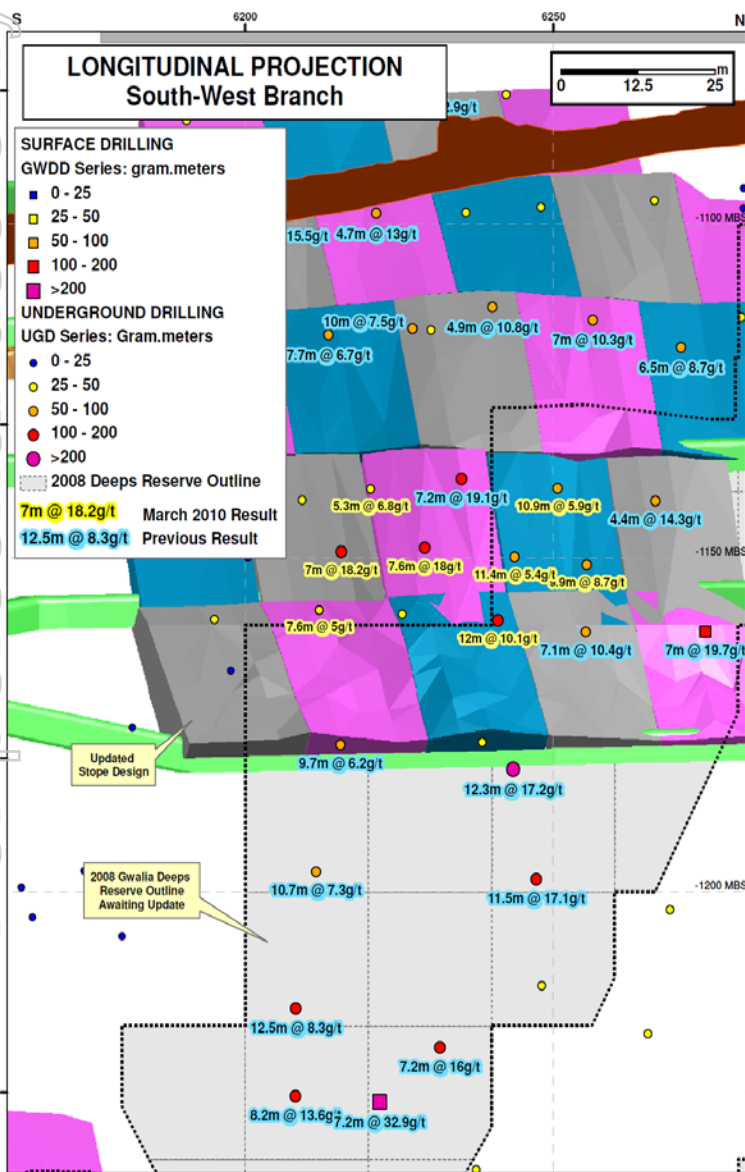 S
6200
6250
N
LONGITUDINAL PROJECTION
South-West Branch
m
0 12.5 25
2.9g/t
SURFACE DRILLING
GWDD Series: gram.meters
0 - 25
25 - 50
50 - 100
100 - 200
>200
UNDERGROUND DRILLING
UGD Series: Gram.meters
0 - 25
25 - 50
50 - 100
100 - 200
>200
2008 Deeps Reserve Outline
7m @ 18.2g/t March 2010 Result
12.5m @ 8.3g/t Previous Result
-1100 MBS
15.5g/t 4.7m @ 13g/t
10m @ 7.5g/t 4.9m @ 10.8g/t
7m @ 10.3g/t
7.7m @ 6.7g/t
6.5m @ 8.7g/t
7.2m @ 19.1g/t
5.3m @ 6.8g/t 10.9m @ 5.9g/t
4.4m @ 14.3g/t
-1150 MBS
7m @ 18.2g/t 7.6m @ 18g/t 11.4m @ 5.4g/t
9.9m @ 8.7g/t
7.6m @ 5g/t
12m @ 10.1g/t
7.1m @ 10.4g/t 7m @ 19.7g/t
Updated
Stope Design
9.7m @ 6.2g/t
12.3m @ 17.2g/t
2008 Gwalia Deeps
Reserve Outline
Awaiting Update
10.7m @ 7.3g/t
11.5m @ 17.1g/t
-1200 MBS
12.5m @ 8.3g/t
7.2m @ 16g/t
8.2m @ 13.6g/t
7.2m @ 32.9g/t